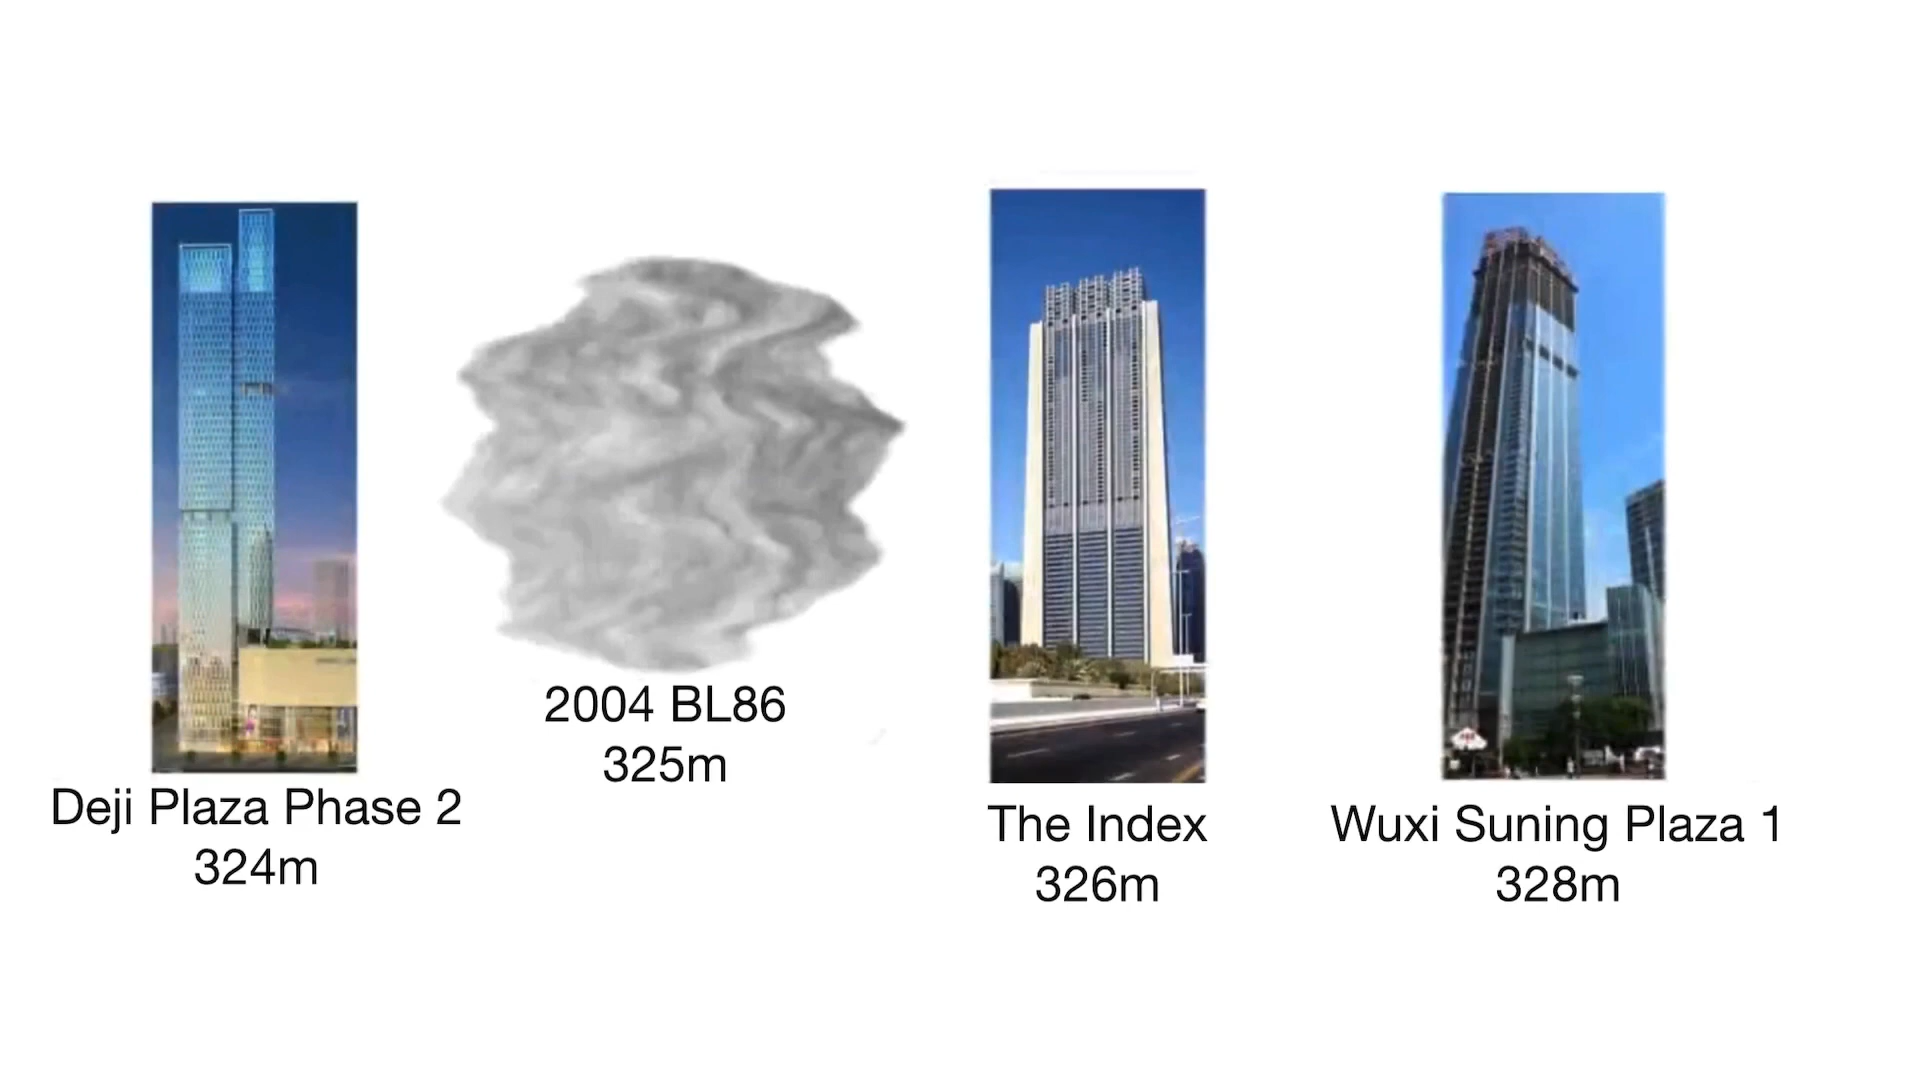 Deji Plaza Phase 2
324m
2004 BL86
325m
The Index
326m
Wuxi Suning Plaza 1
328m